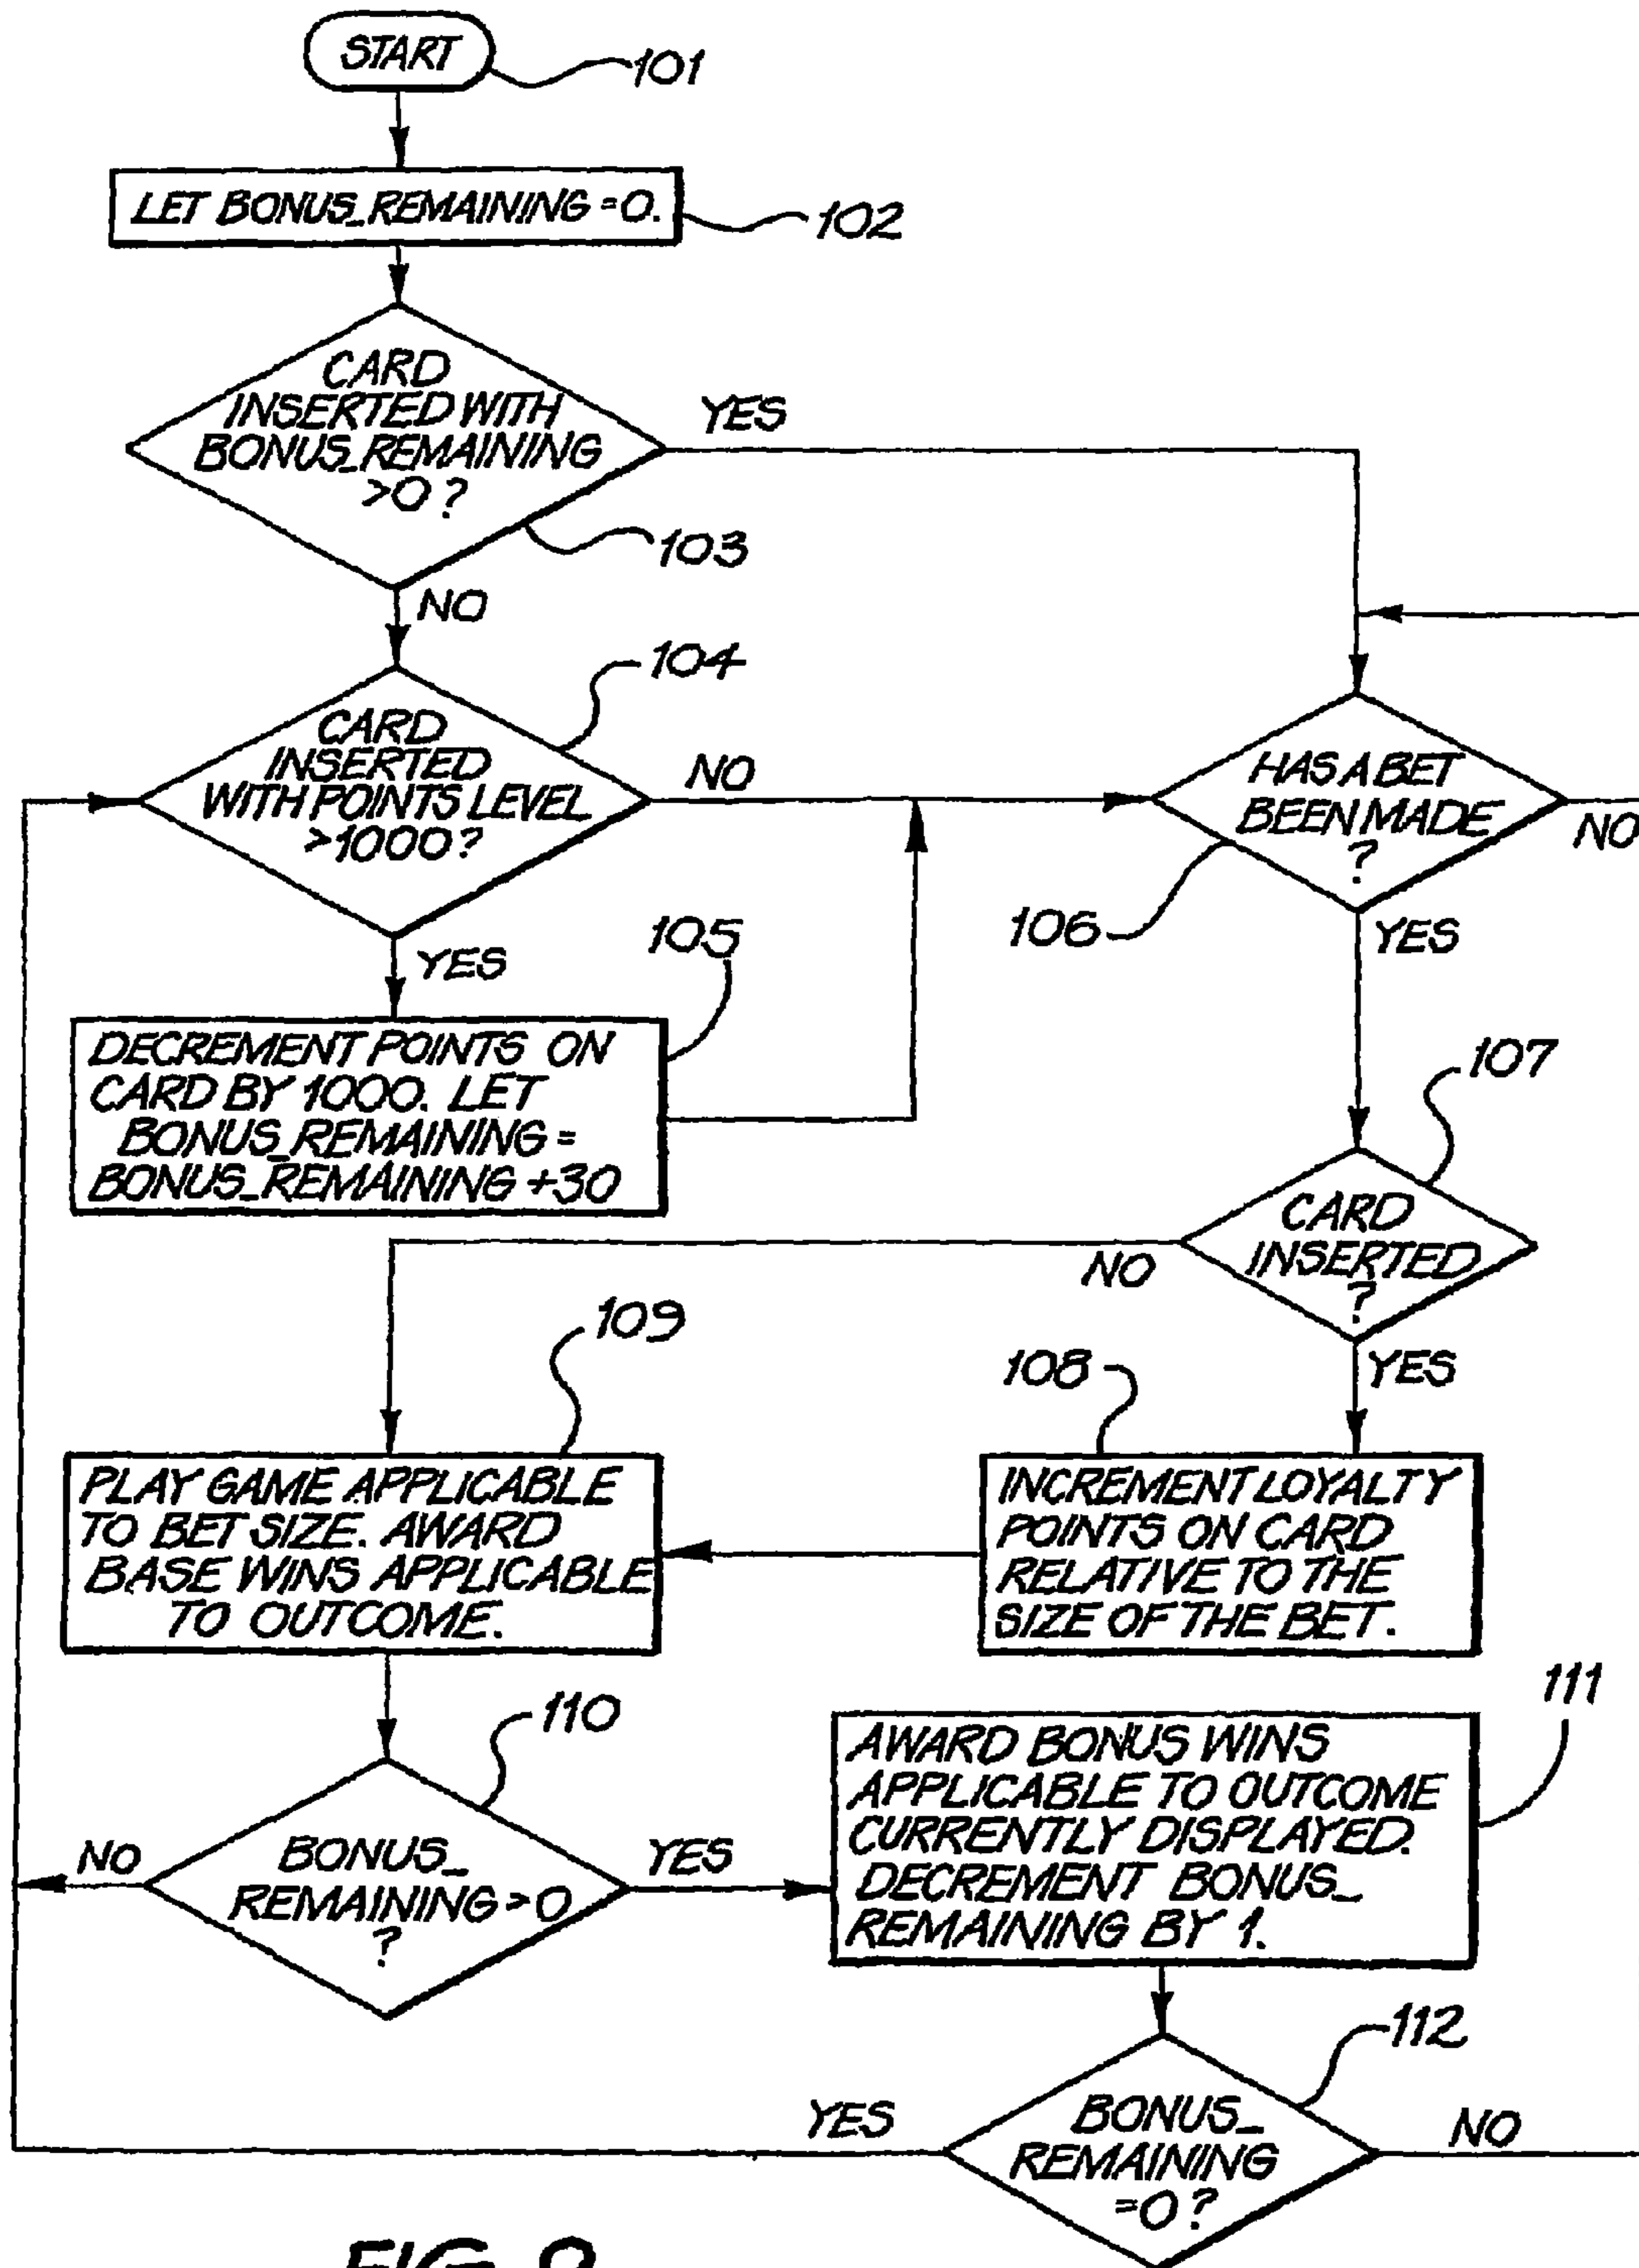 START
101
LET BONUS_REMAINING = 0.
102
CARD
INSERTED WITH
BONUS_REMAINING
>0?
YES
103
NO
104
CARD
INSERTED
WITH POINTS LEVEL
>1000?
NO
HAS A BET
BEEN MADE
?
NO
106
YES
YES
105
DECREMENT POINTS ON
CARD BY 1000. LET
BONUS_REMAINING =
BONUS_REMAINING +30
107
CARD
INSERTED
?
NO
109
108
YES
PLAY GAME APPLICABLE
TO BET SIZE. AWARD
BASE WINS APPLICABLE
TO OUTCOME.
INCREMENT LOYALTY
POINTS ON CARD
RELATIVE TO THE
SIZE OF THE BET.
110
111
NO
BONUS_
REMAINING >0
?
YES
AWARD BONUS WINS
APPLICABLE TO OUTCOME
CURRENTLY DISPLAYED.
DECREMENT BONUS_
REMAINING BY 1.
112
YES
BONUS_
REMAINING
=0?
NO